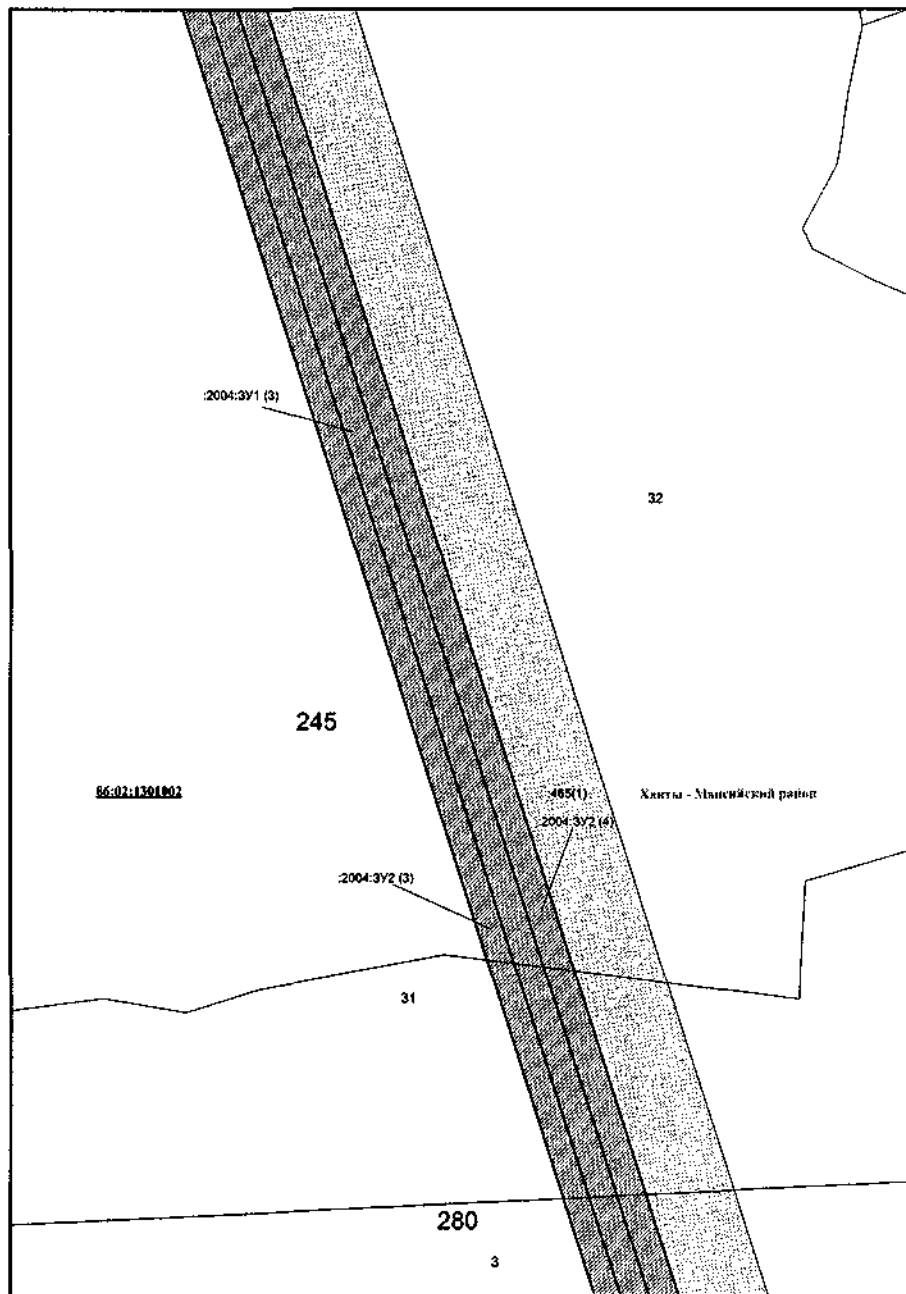 :2004:ЗУ1 (3)
32
245
86:02:1301002
:465(1)
Ханты - Мансийский район
:2004:ЗУ2 (4)
:2004:ЗУ2 (3)
31
280
3